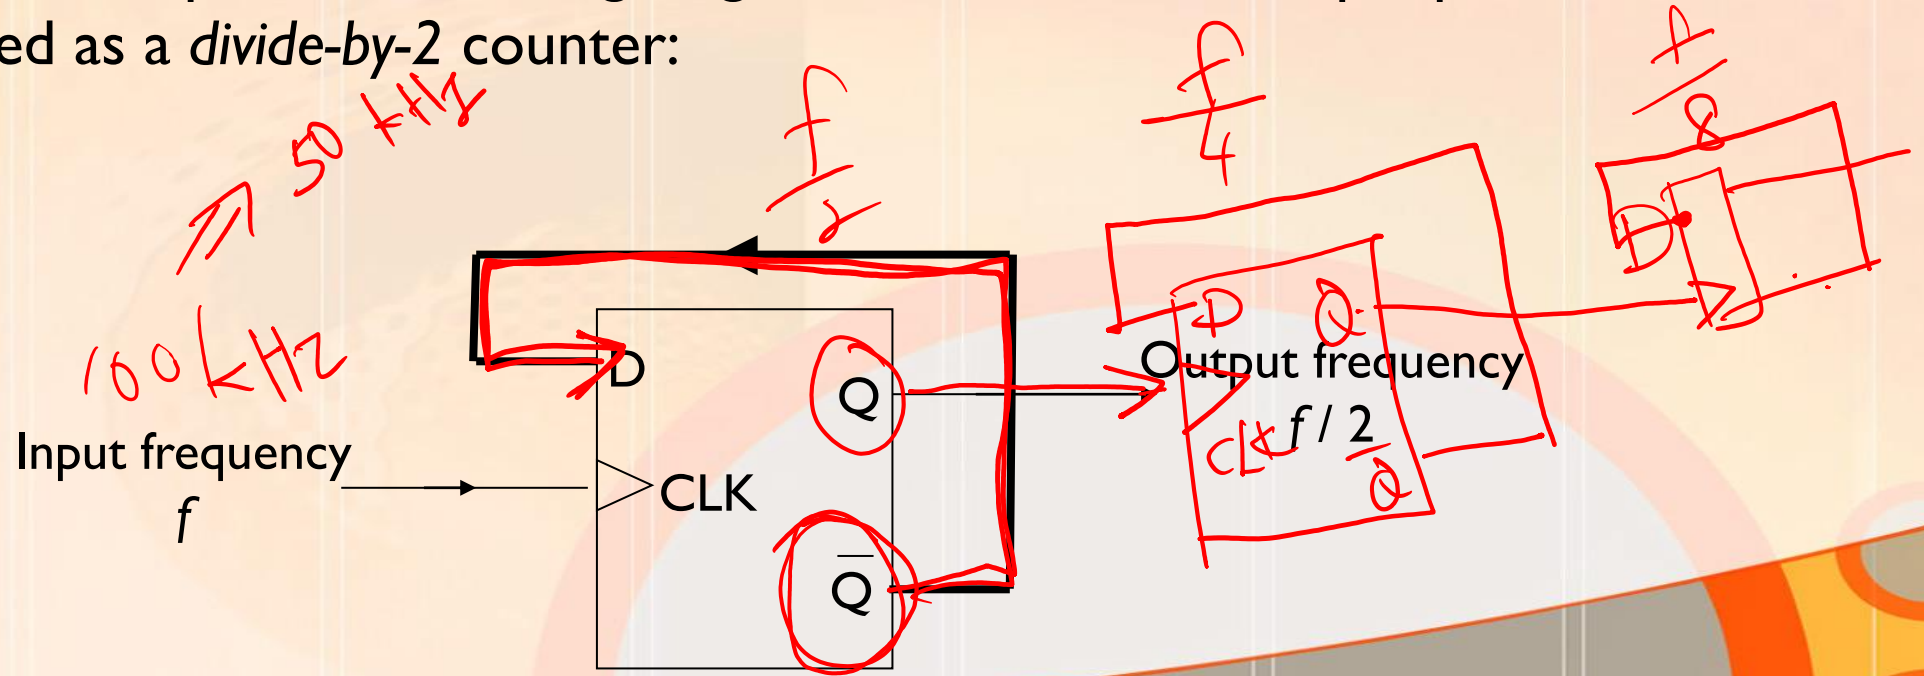 ed as a divide-by-2 counter:
50 kHz
100 kHz
f
2
f
4
f
8
D
Q
CLK
Q̅
Input frequency
f
Output frequency
f / 2
D
Q
CLK
Q̅
D